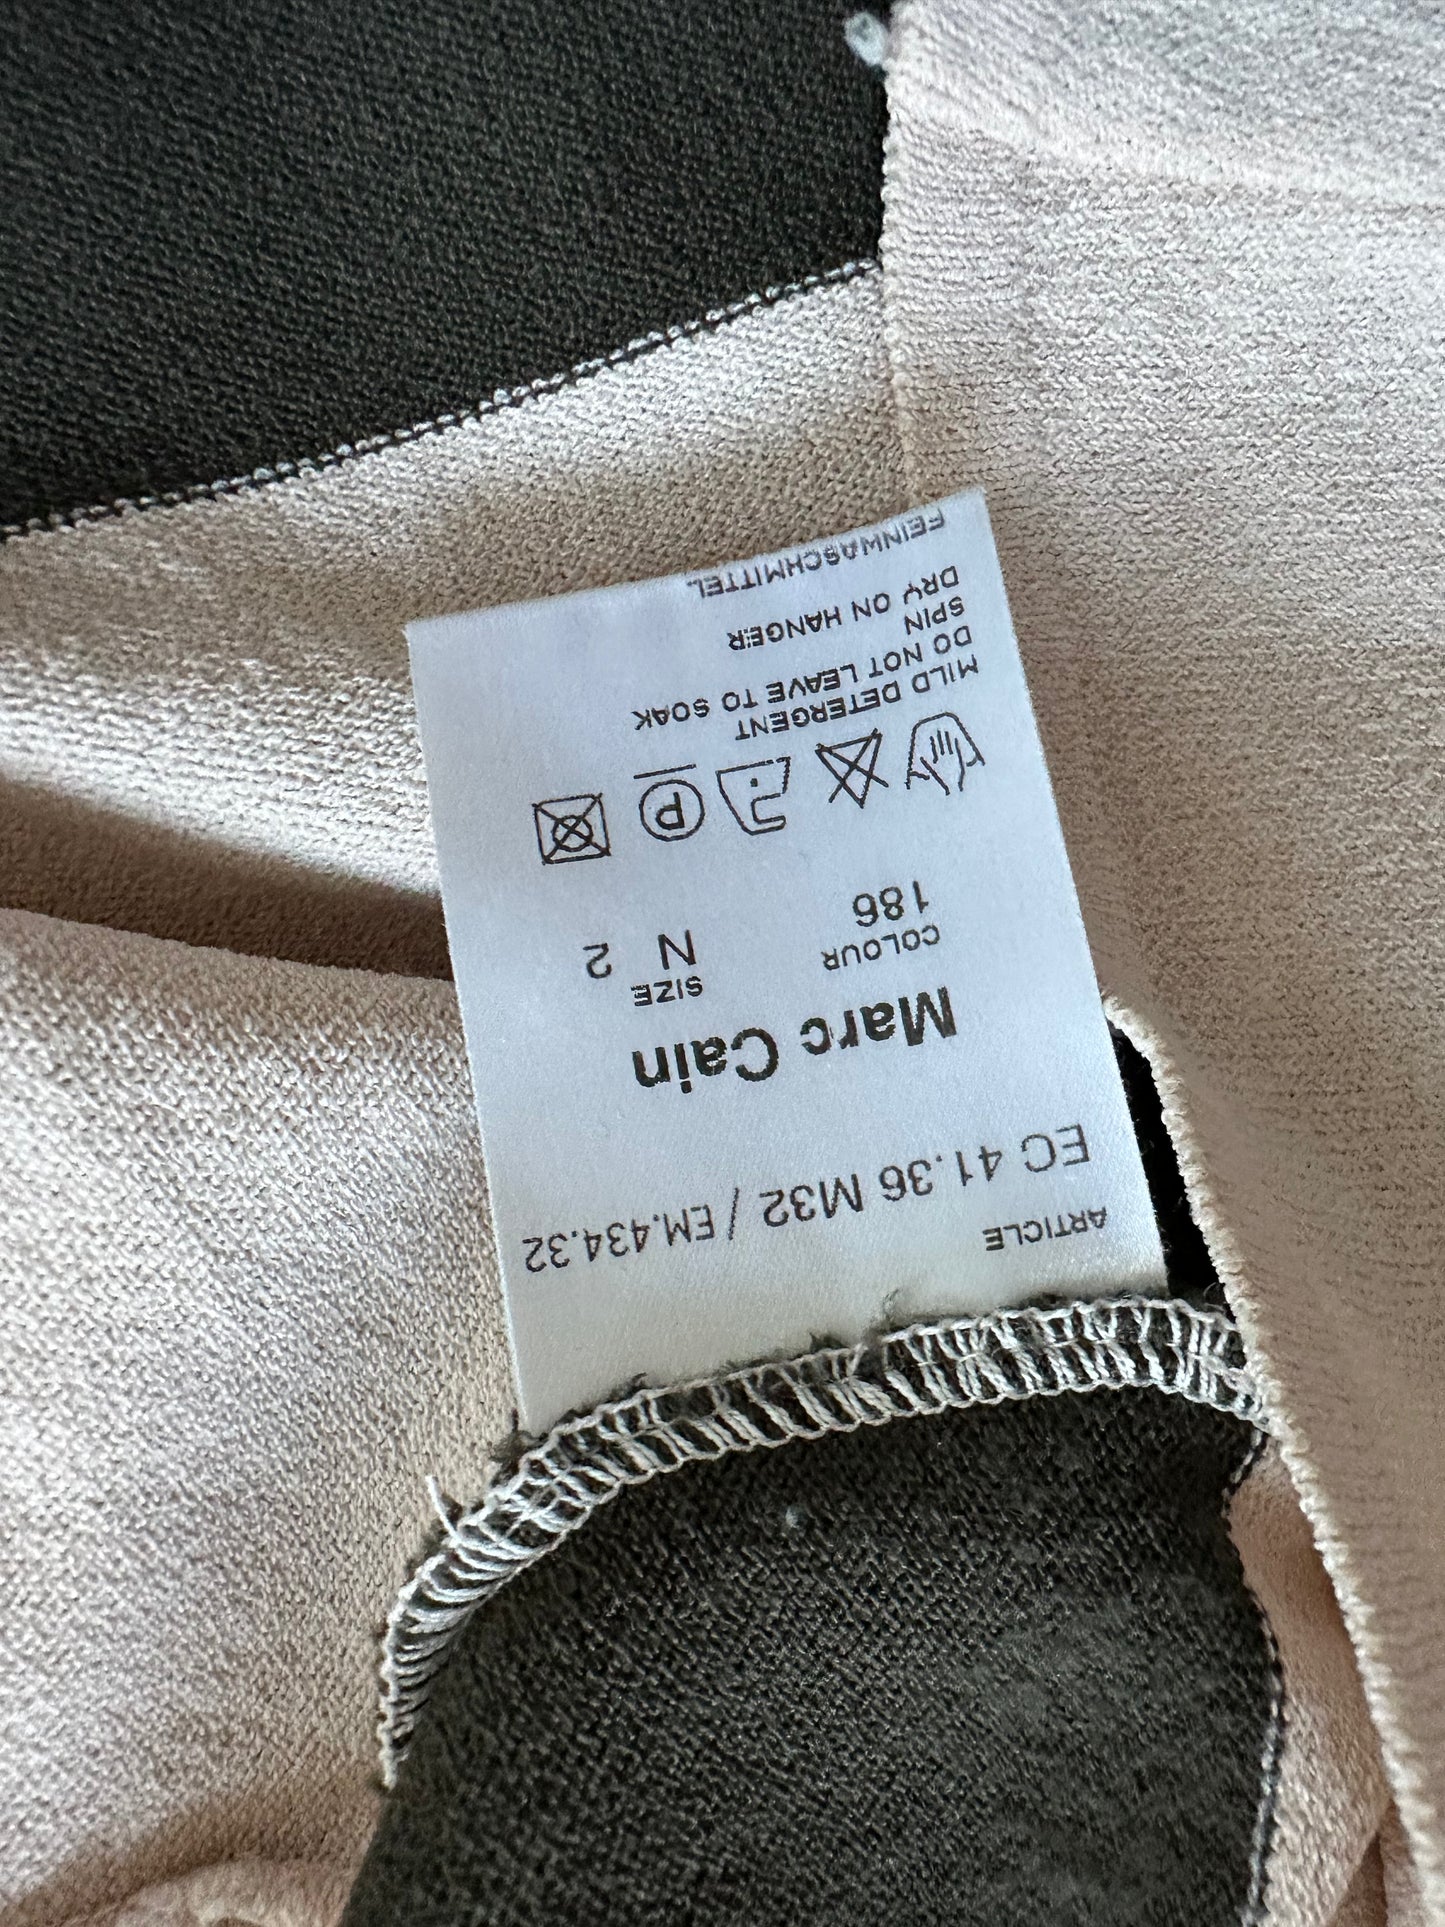 ARTICLE
EC 41.36 M32 / EM.434.32
Marc Cain
COLOUR SIZE
186 N 2
P
MILD DETERGENT
DO NOT LEAVE TO SOAK
SPIN
DRY ON HANGER
FEINWASCHMITTEL